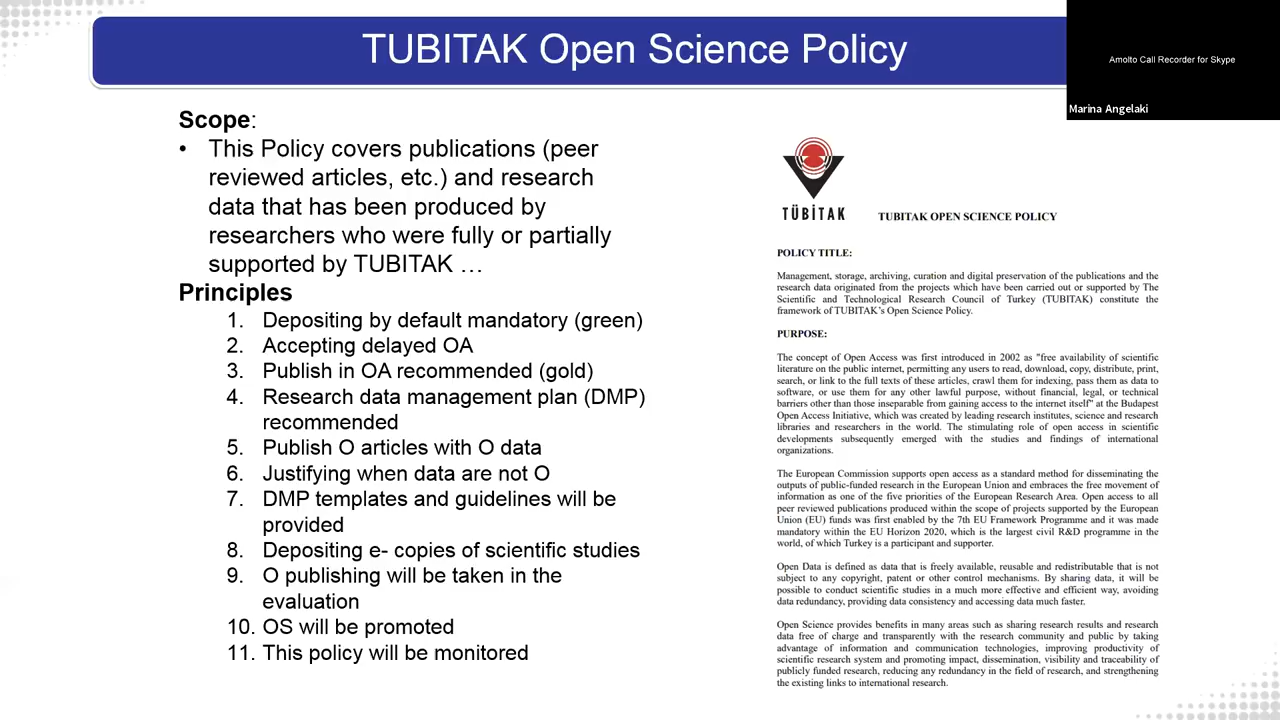 TUBITAK Open Science Policy
Amolto Call Recorder for Skype
Marina Angelaki
Scope:
• This Policy covers publications (peer
reviewed articles, etc.) and research
data that has been produced by
researchers who were fully or partially
supported by TUBITAK …
Principles
1. Depositing by default mandatory (green)
2. Accepting delayed OA
3. Publish in OA recommended (gold)
4. Research data management plan (DMP)
recommended
5. Publish O articles with O data
6. Justifying when data are not O
7. DMP templates and guidelines will be
provided
8. Depositing e- copies of scientific studies
9. O publishing will be taken in the
evaluation
10. OS will be promoted
11. This policy will be monitored
TÜBİTAK
TUBITAK OPEN SCIENCE POLICY
POLICY TITLE:
Management, storage, archiving, curation and digital preservation of the publications and the
research data originated from the projects which have been carried out or supported by The
Scientific and Technological Research Council of Turkey (TUBITAK) constitute the
framework of TUBITAK's Open Science Policy.
PURPOSE:
The concept of Open Access was first introduced in 2002 as "free availability of scientific
literature on the public internet, permitting any users to read, download, copy, distribute, print,
search, or link to the full texts of these articles, crawl them for indexing, pass them as data to
software, or use them for any other lawful purpose, without financial, legal, or technical
barriers other than those inseparable from gaining access to the internet itself" at the Budapest
Open Access Initiative, which was created by leading research institutes, science and research
libraries and researchers in the world. The stimulating role of open access in scientific
developments subsequently emerged with the studies and findings of international
organizations.
The European Commission supports open access as a standard method for disseminating the
outputs of public-funded research in the European Union and embraces the free movement of
information as one of the five priorities of the European Research Area. Open access to all
peer reviewed publications produced within the scope of projects supported by the European
Union (EU) funds was first enabled by the 7th EU Framework Programme and it was made
mandatory within the EU Horizon 2020, which is the largest civil R&D programme in the
world, of which Turkey is a participant and supporter.
Open Data is defined as data that is freely available, reusable and redistributable that is not
subject to any copyright, patent or other control mechanisms. By sharing data, it will be
possible to conduct scientific studies in a much more effective and efficient way, avoiding
data redundancy, providing data consistency and accessing data much faster.
Open Science provides benefits in many areas such as sharing research results and research
data free of charge and transparently with the research community and public by taking
advantage of information and communication technologies, improving productivity of
scientific research system and promoting impact, dissemination, visibility and traceability of
publicly funded research, reducing any redundancy in the field of research, and strengthening
the existing links to international research.